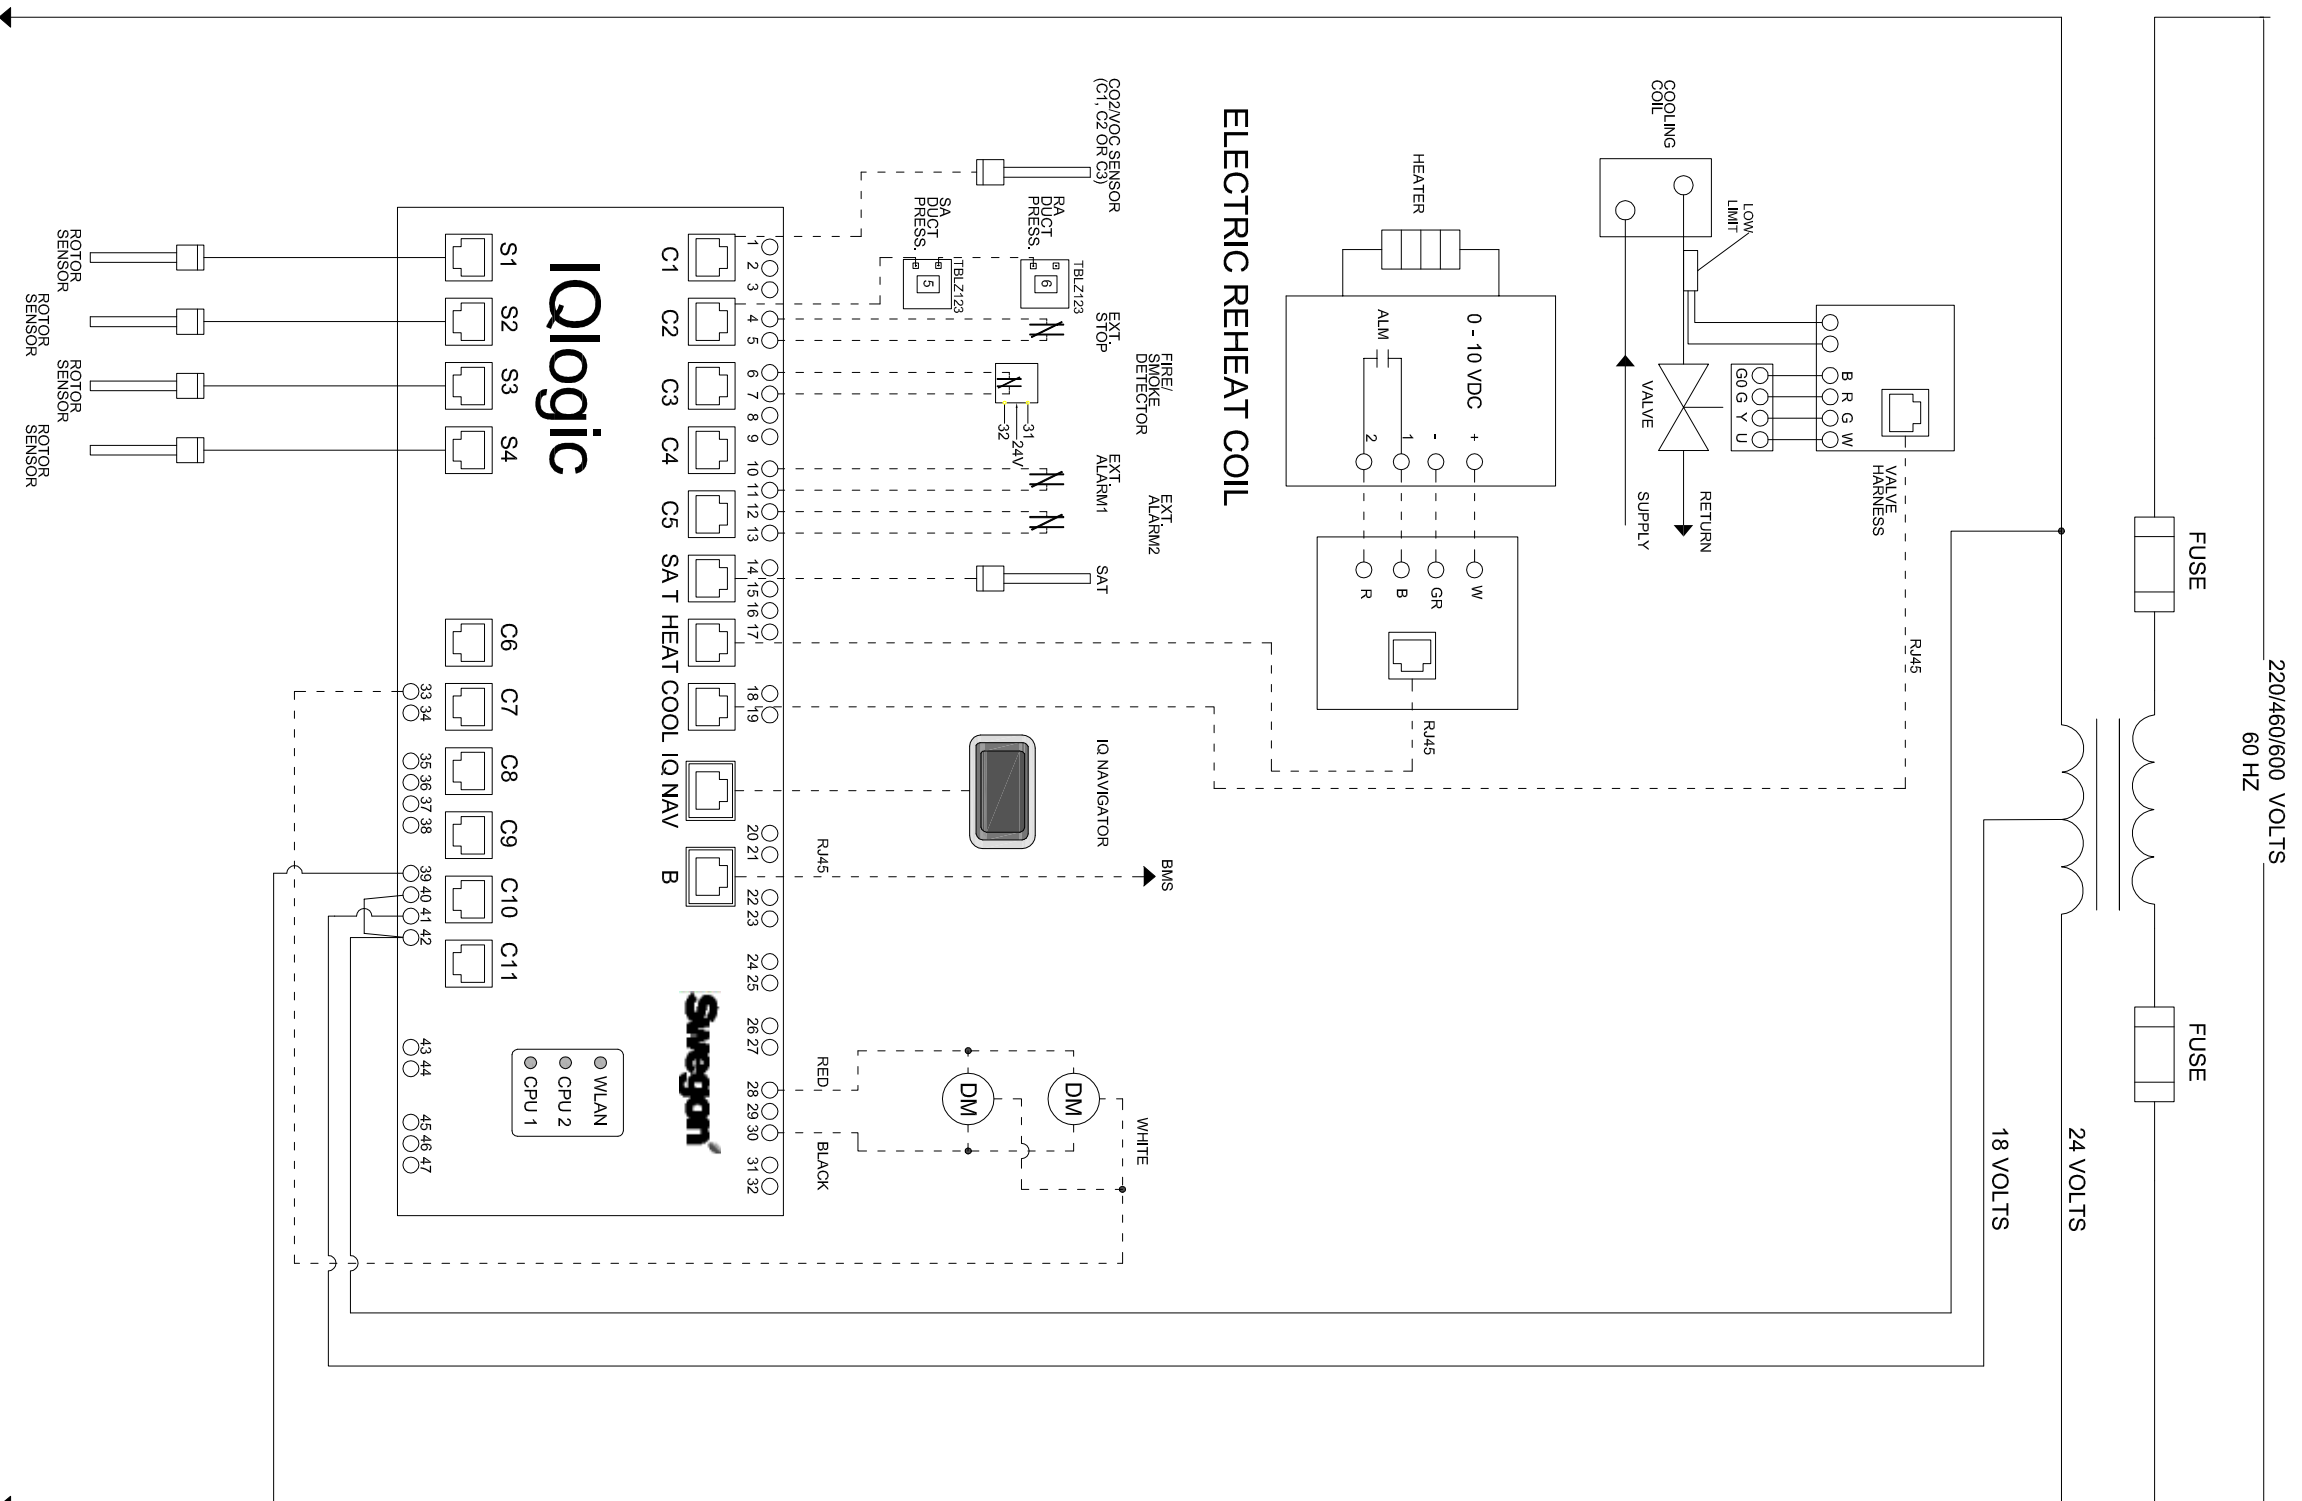 220/460/600 VOLTS
60 HZ
FUSE
FUSE
24 VOLTS
18 VOLTS
RJ45
VALVE
HARNESS
B R G W
G0 G Y U
LOW
LIMIT
COOLING
COIL
VALVE
RETURN
SUPPLY
HEATER
0 - 10 VDC
ALM
+
-
1
2
W
GR
B
R
RJ45
ELECTRIC REHEAT COIL
CO2/VOC SENSOR
(C1, C2 OR C3)
RA
DUCT
PRESS.
TBLZ123
6
SA
DUCT
PRESS.
TBLZ123
5
EXT.
STOP
FIRE/
SMOKE
DETECTOR
31
24V
32
EXT.
ALARM1
EXT.
ALARM2
SAT
IQ NAVIGATOR
BMS
RJ45
WHITE
DM
DM
RED
BLACK
1 2 3 4 5 6 7 8 9 10 11 12 13 14 15 16 17 18 19 20 21 22 23 24 25 26 27 28 29 30 31 32
C1 C2 C3 C4 C5 SA T HEAT COOL IQ NAV B
Swegon
IQlogic
WLAN
CPU 2
CPU 1
S1 S2 S3 S4 C6 C7 C8 C9 C10 C11
33 34 35 36 37 38 39 40 41 42 43 44 45 46 47
ROTOR
SENSOR
ROTOR
SENSOR
ROTOR
SENSOR
ROTOR
SENSOR